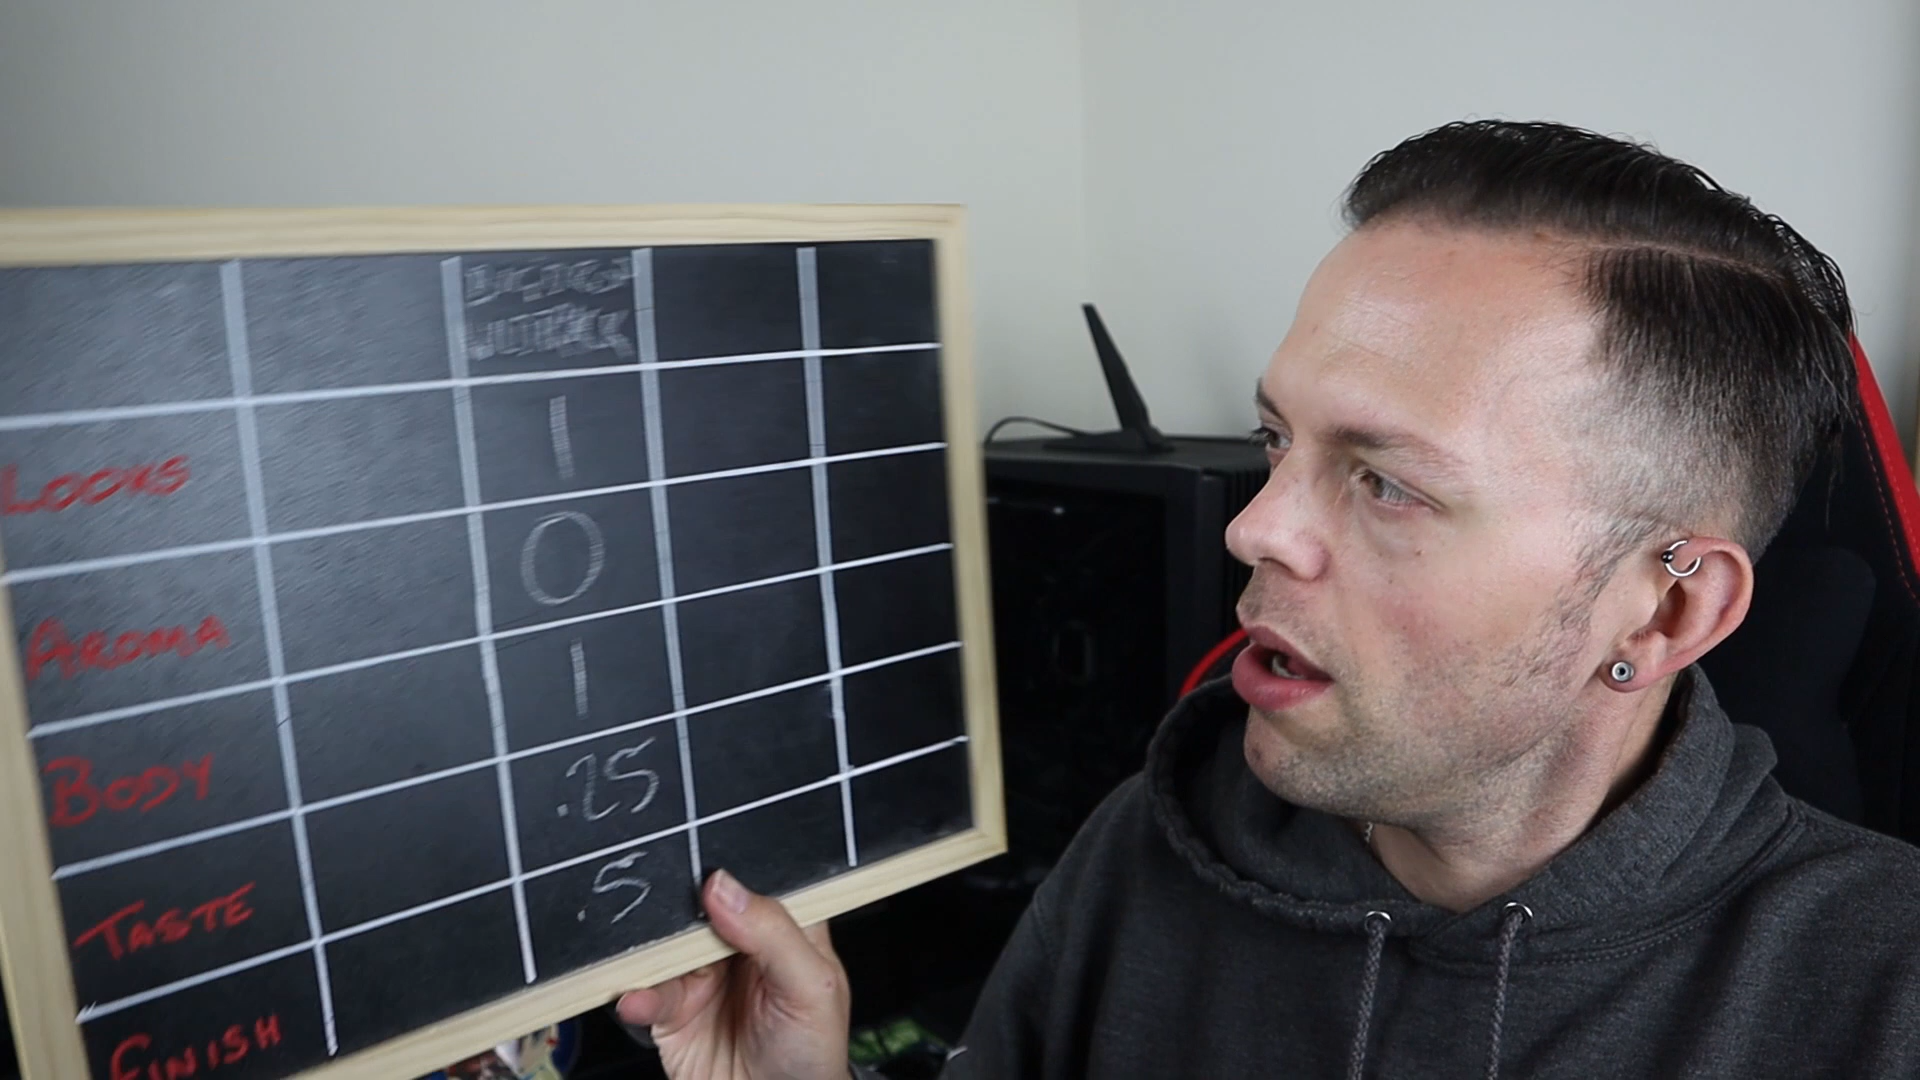 LOOKS 1
AROMA 0
BODY 1
TASTE .25
FINISH .5